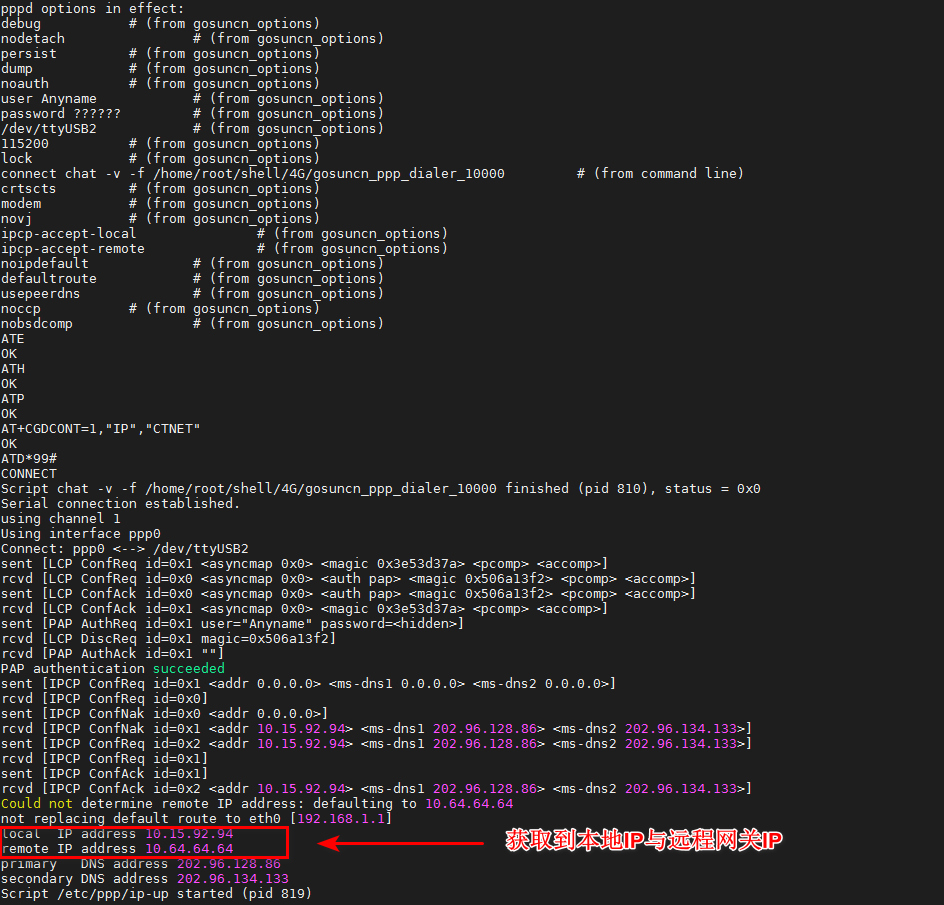 pppd options in effect:
debug # (from gosuncn_options)
nodetach # (from gosuncn_options)
persist # (from gosuncn_options)
dump # (from gosuncn_options)
noauth # (from gosuncn_options)
user Anyname # (from gosuncn_options)
password ?????? # (from gosuncn_options)
/dev/ttyUSB2 # (from gosuncn_options)
115200 # (from gosuncn_options)
lock # (from gosuncn_options)
connect chat -v -f /home/root/shell/4G/gosuncn_ppp_dialer_10000 # (from command line)
crtscts # (from gosuncn_options)
modem # (from gosuncn_options)
novj # (from gosuncn_options)
ipcp-accept-local # (from gosuncn_options)
ipcp-accept-remote # (from gosuncn_options)
noipdefault # (from gosuncn_options)
defaultroute # (from gosuncn_options)
usepeerdns # (from gosuncn_options)
noccp # (from gosuncn_options)
nobsdcomp # (from gosuncn_options)
ATE
OK
ATH
OK
ATP
OK
AT+CGDCONT=1,"IP","CTNET"
OK
ATD*99#
CONNECT
Script chat -v -f /home/root/shell/4G/gosuncn_ppp_dialer_10000 finished (pid 810), status = 0x0
Serial connection established.
using channel 1
Using interface ppp0
Connect: ppp0 <--> /dev/ttyUSB2
sent [LCP ConfReq id=0x1 <asyncmap 0x0> <magic 0x3e53d37a> <pcomp> <accomp>]
rcvd [LCP ConfReq id=0x0 <asyncmap 0x0> <auth pap> <magic 0x506a13f2> <pcomp> <accomp>]
sent [LCP ConfAck id=0x0 <asyncmap 0x0> <auth pap> <magic 0x506a13f2> <pcomp> <accomp>]
rcvd [LCP ConfAck id=0x1 <asyncmap 0x0> <magic 0x3e53d37a> <pcomp> <accomp>]
sent [PAP AuthReq id=0x1 user="Anyname" password=<hidden>]
rcvd [LCP DiscReq id=0x1 magic=0x506a13f2]
rcvd [PAP AuthAck id=0x1 ""]
PAP authentication succeeded
sent [IPCP ConfReq id=0x1 <addr 0.0.0.0> <ms-dns1 0.0.0.0> <ms-dns2 0.0.0.0>]
rcvd [IPCP ConfReq id=0x0]
sent [IPCP ConfNak id=0x0 <addr 0.0.0.0>]
rcvd [IPCP ConfNak id=0x1 <addr 10.15.92.94> <ms-dns1 202.96.128.86> <ms-dns2 202.96.134.133>]
sent [IPCP ConfReq id=0x2 <addr 10.15.92.94> <ms-dns1 202.96.128.86> <ms-dns2 202.96.134.133>]
rcvd [IPCP ConfReq id=0x1]
sent [IPCP ConfAck id=0x1]
rcvd [IPCP ConfAck id=0x2 <addr 10.15.92.94> <ms-dns1 202.96.128.86> <ms-dns2 202.96.134.133>]
Could not determine remote IP address: defaulting to 10.64.64.64
not replacing default route to eth0 [192.168.1.1]
local IP address 10.15.92.94
remote IP address 10.64.64.64
获取到本地IP与远程网关IP
primary DNS address 202.96.128.86
secondary DNS address 202.96.134.133
Script /etc/ppp/ip-up started (pid 819)